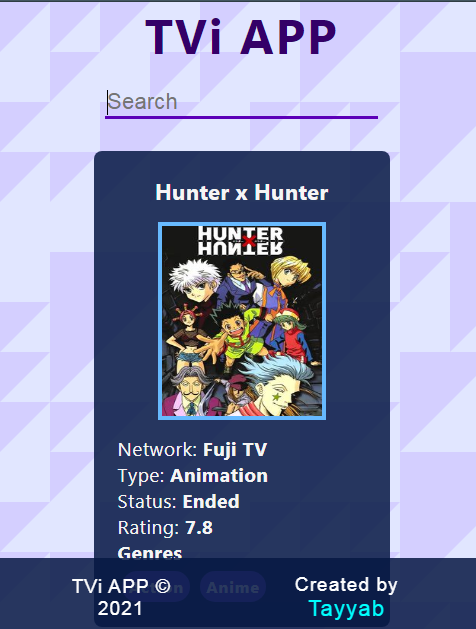 TVi APP
Search
Hunter x Hunter
HUNTER
HUNTER
Network: Fuji TV
Type: Animation
Status: Ended
Rating: 7.8
Genres
Action Anime
TVi APP © 2021
Created by Tayyab